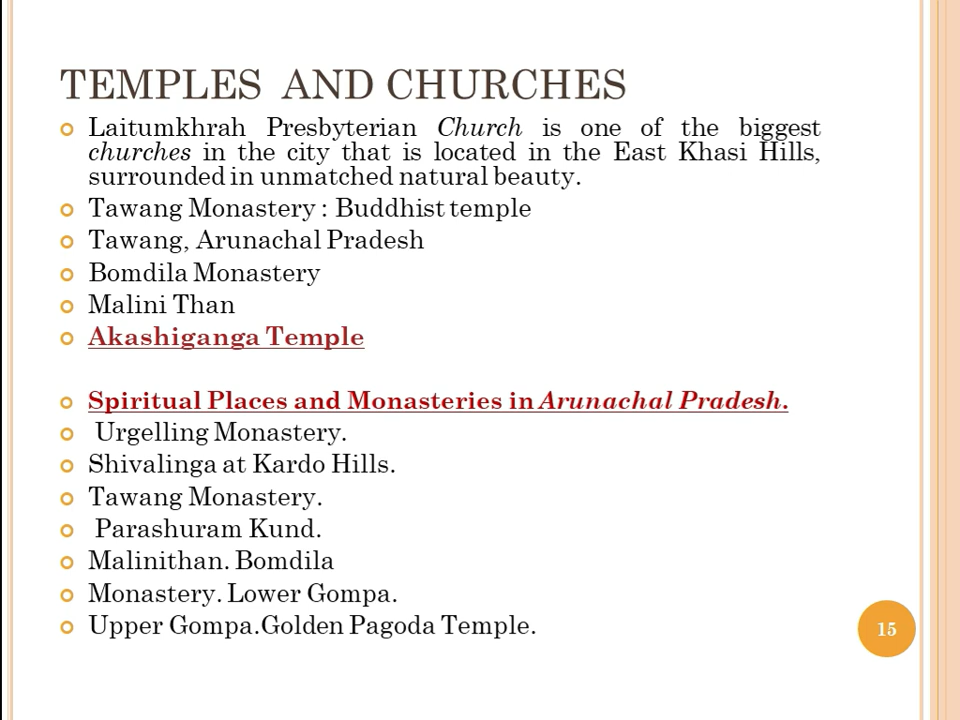 TEMPLES AND CHURCHES
Laitumkhrah Presbyterian Church is one of the biggest
churches in the city that is located in the East Khasi Hills,
surrounded in unmatched natural beauty.
Tawang Monastery : Buddhist temple
Tawang, Arunachal Pradesh
Bomdila Monastery
Malini Than
Akashiganga Temple
Spiritual Places and Monasteries in Arunachal Pradesh.
Urgelling Monastery.
Shivalinga at Kardo Hills.
Tawang Monastery.
Parashuram Kund.
Malinithan. Bomdila
Monastery. Lower Gompa.
Upper Gompa.Golden Pagoda Temple.
15